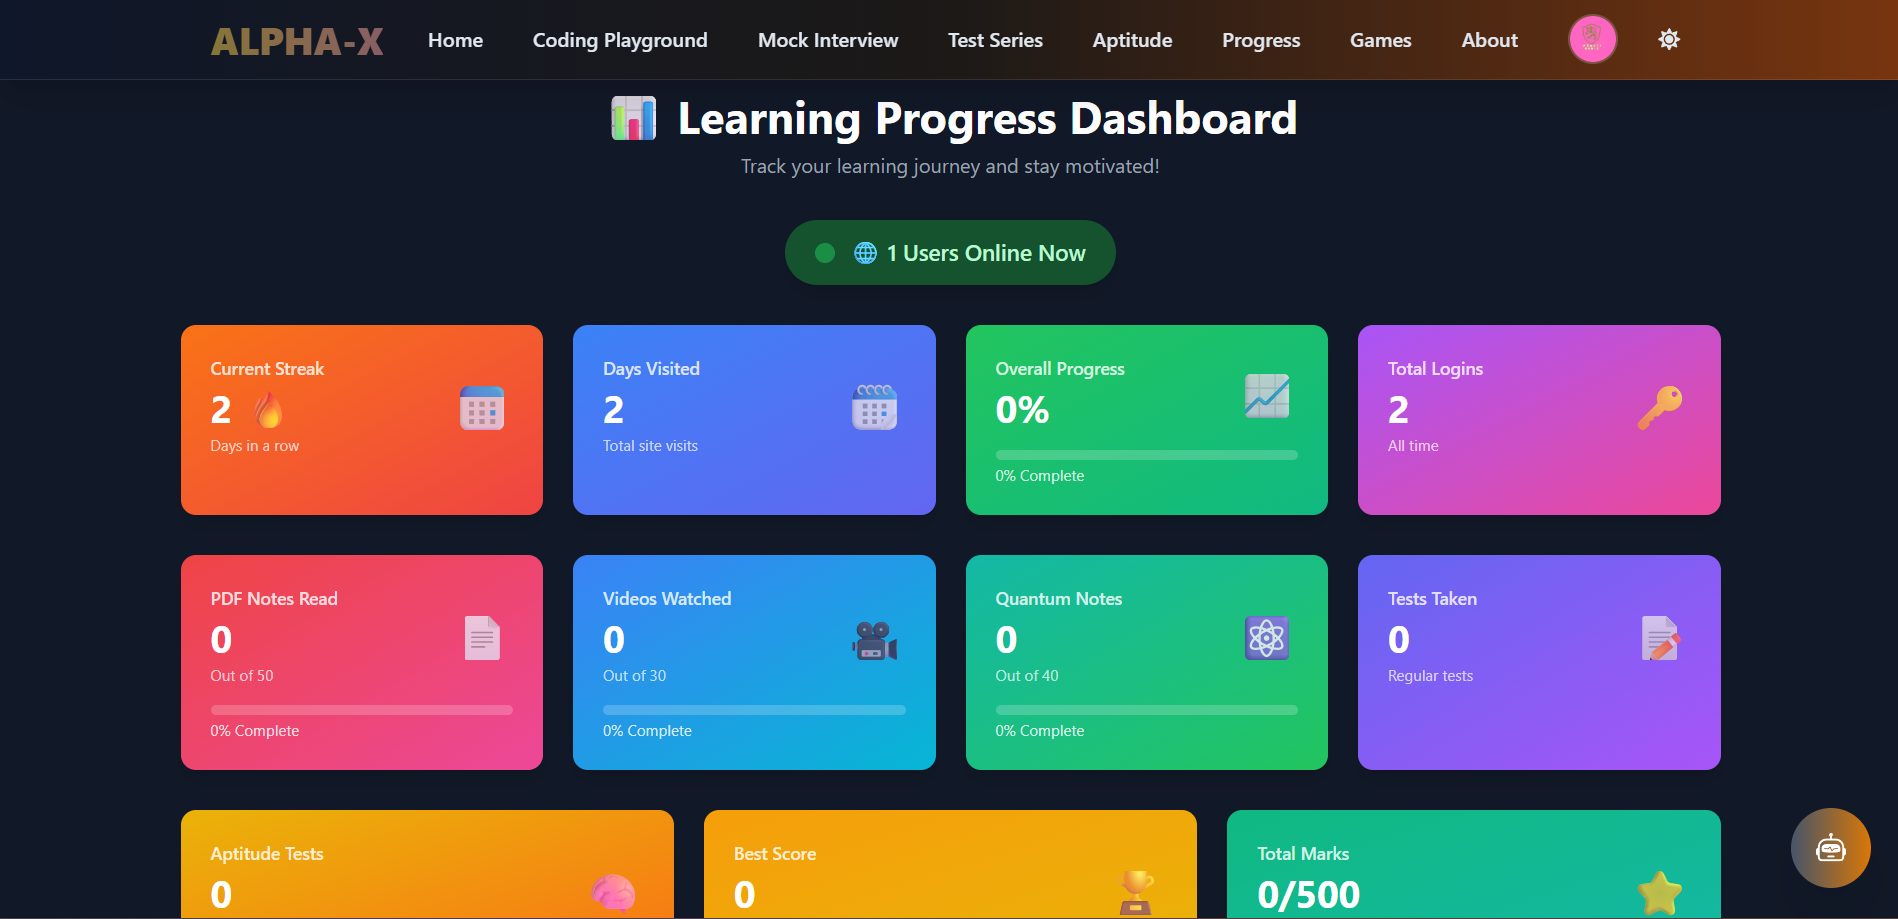 ALPHA-X
Home
Coding Playground
Mock Interview
Test Series
Aptitude
Progress
Games
About
Learning Progress Dashboard
Track your learning journey and stay motivated!
1 Users Online Now
Current Streak
2
Days in a row
Days Visited
2
Total site visits
Overall Progress
0%
0% Complete
Total Logins
2
All time
PDF Notes Read
0
Out of 50
0% Complete
Videos Watched
0
Out of 30
0% Complete
Quantum Notes
0
Out of 40
0% Complete
Tests Taken
0
Regular tests
Aptitude Tests
0
Best Score
0
Total Marks
0/500